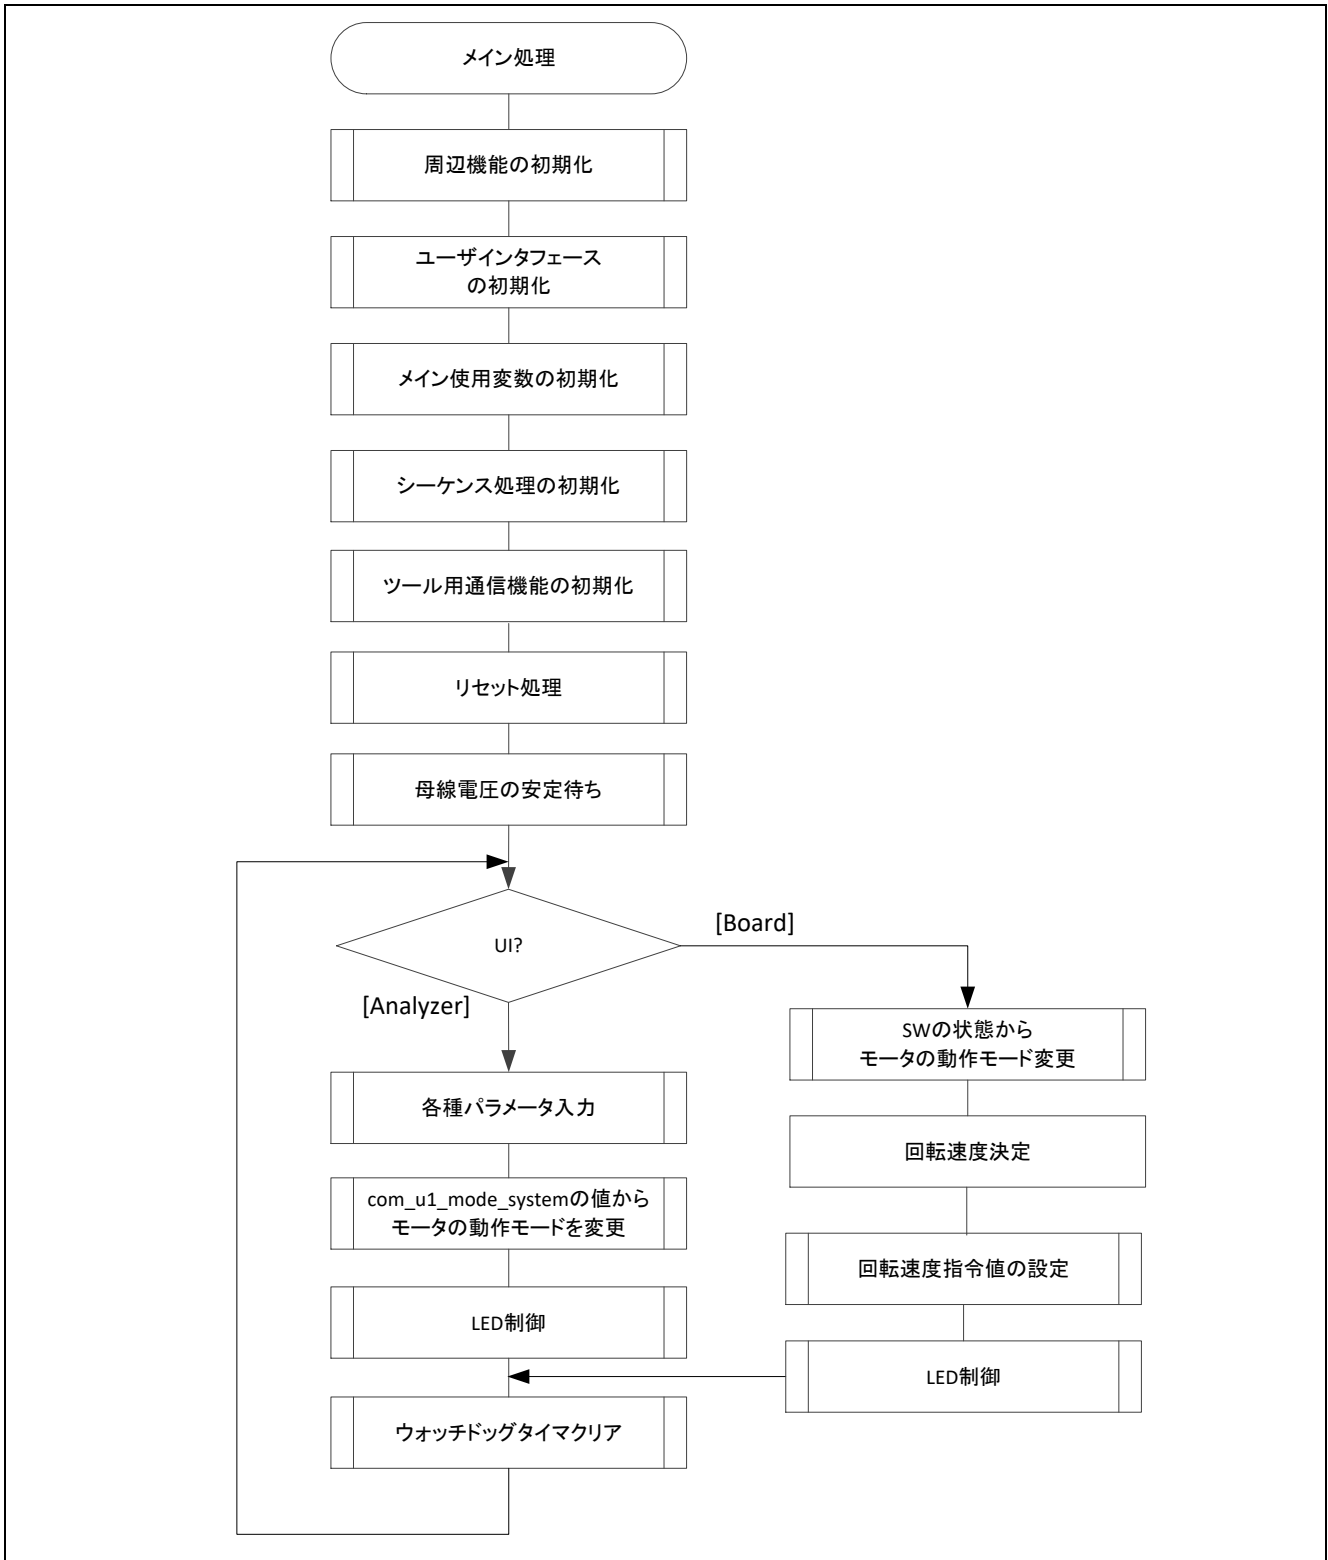 メイン処理
周辺機能の初期化
ユーザインタフェース
の初期化
メイン使用変数の初期化
シーケンス処理の初期化
ツール用通信機能の初期化
リセット処理
母線電圧の安定待ち
UI?
[Board]
[Analyzer]
SWの状態から
モータの動作モード変更
各種パラメータ入力
回転速度決定
com_u1_mode_systemの値から
モータの動作モードを変更
回転速度指令値の設定
LED制御
LED制御
ウォッチドッグタイマクリア